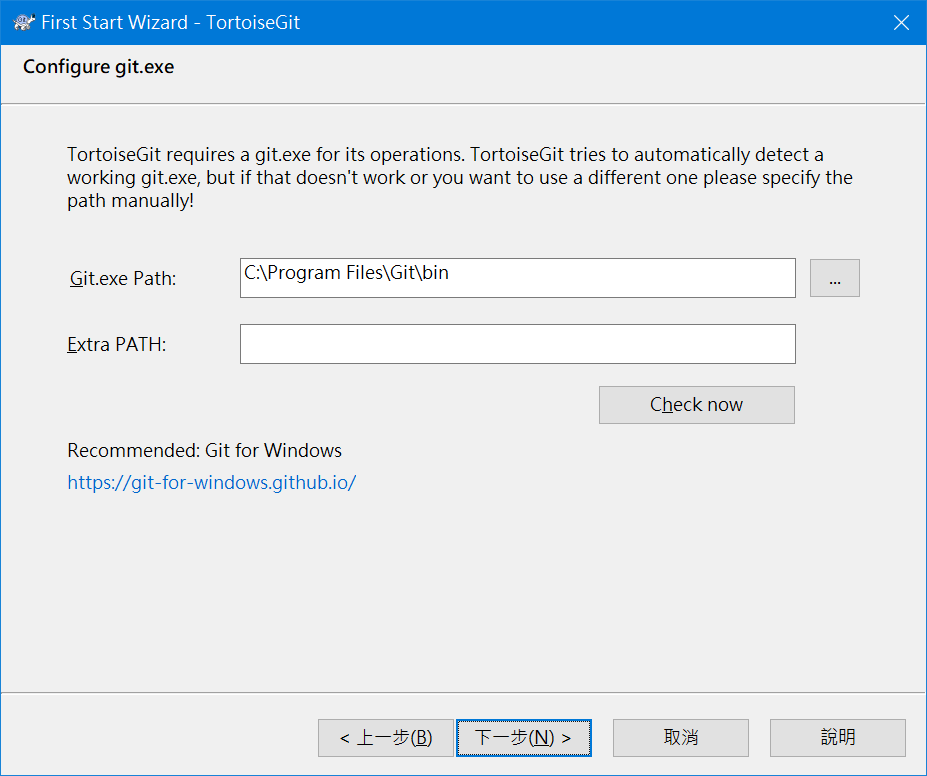 First Start Wizard - TortoiseGit
Configure git.exe
TortoiseGit requires a git.exe for its operations. TortoiseGit tries to automatically detect a
working git.exe, but if that doesn't work or you want to use a different one please specify the
path manually!
Git.exe Path:
C:\Program Files\Git\bin
...
Extra PATH:
Check now
Recommended: Git for Windows
https://git-for-windows.github.io/
< 上一步(B)
下一步(N) >
取消
說明